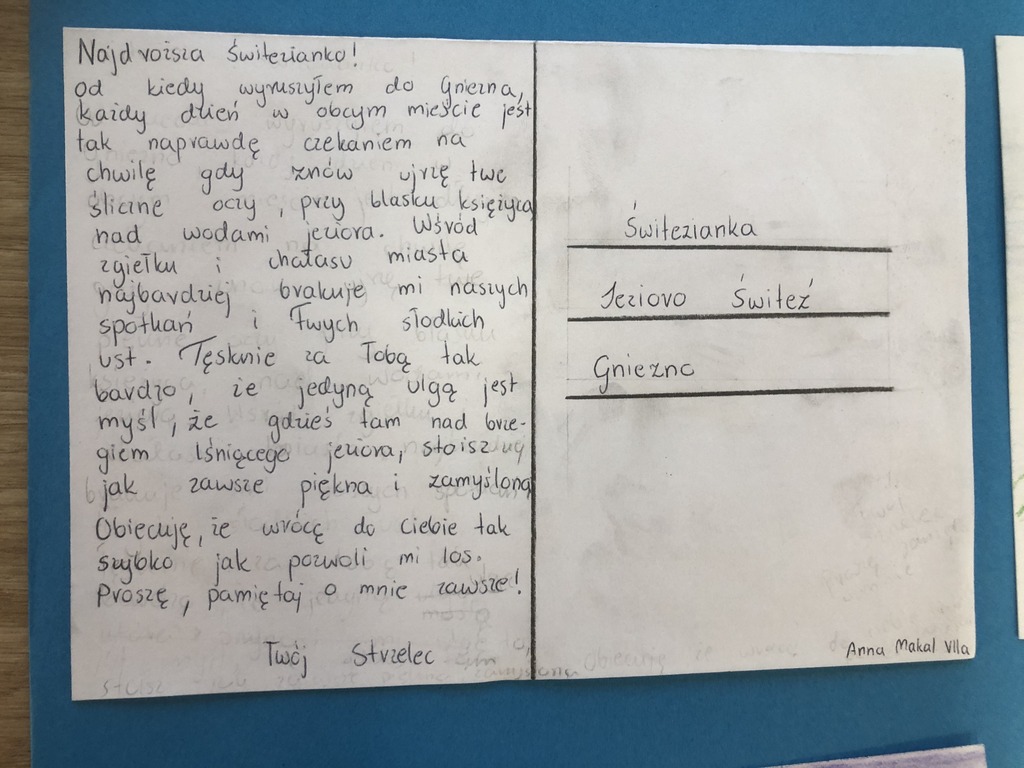 Najdroższa Świtezianko!
Od kiedy wyruszyłem do Gniezna,
każdy dzień w obcym mieście jest
tak naprawdę czekaniem na
chwilę gdy znów ujrzę twe
śliczne oczy, przy blasku księżyca
nad wodami jeziora. Wśród
zgiełku i hałasu miasta
najbardziej brakuje mi naszych
spotkań i Twych słodkich
ust. Tęsknie za Tobą tak
bardzo, że jedyną ulgą jest
myśl, że gdzieś tam nad brze-
giem lśniącego jeziora, stoisz
jak zawsze piękna i zamyślona
Obiecuję, że wrócę do Ciebie tak
szybko jak pozwoli mi los.
Proszę, pamiętaj o mnie zawsze!
Twój Strzelec
Świtezianka
Jezioro Świteź
Gniezno
Anna Makal VIIa